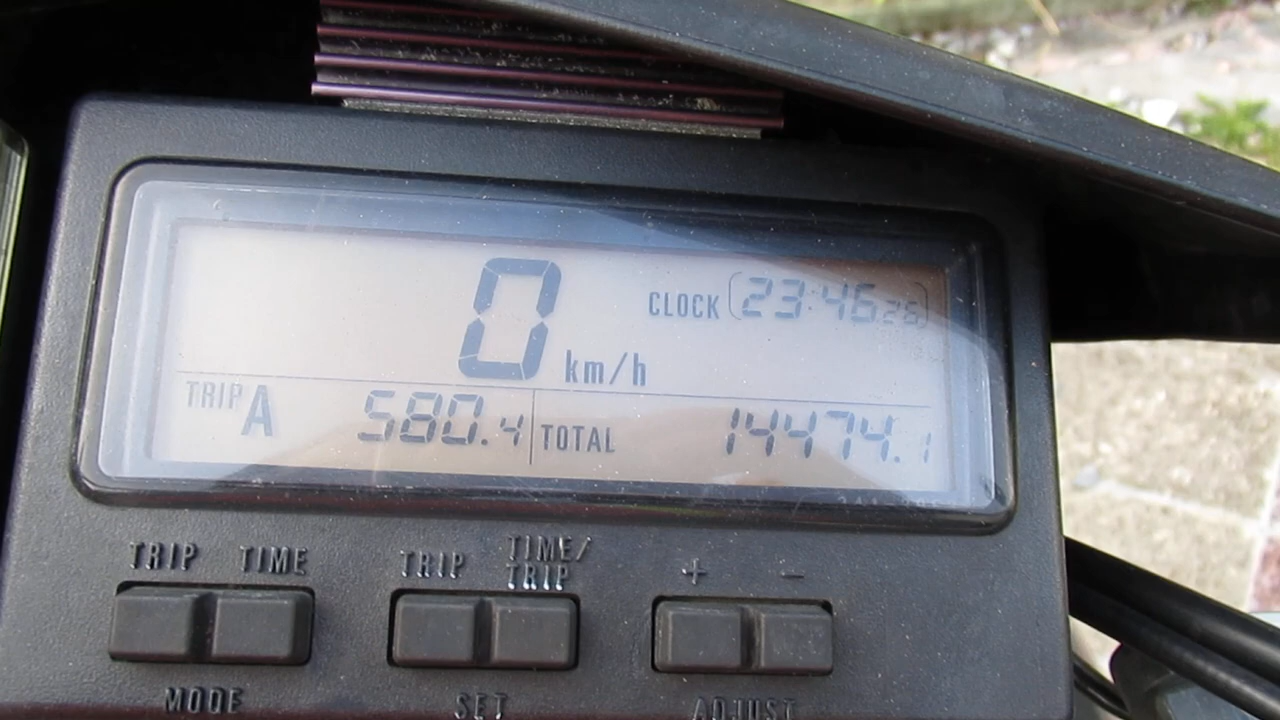 CLOCK 23:46 26
0 km/h
TRIP A 580.4 TOTAL 14474.1
TRIP TIME TRIP TIME/TRIP + −
MODE SET ADJUST